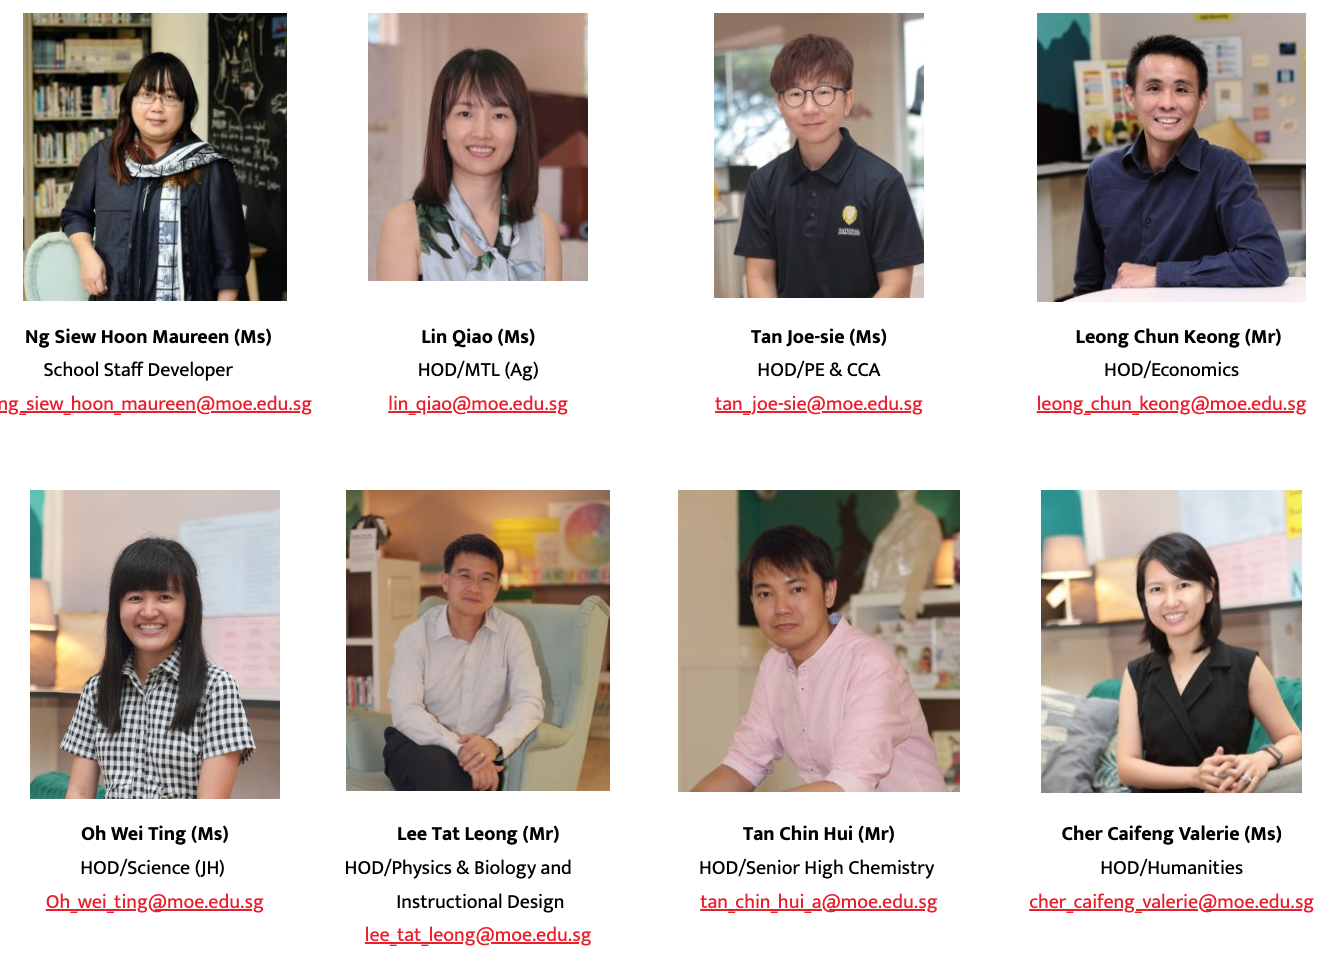 Ng Siew Hoon Maureen (Ms)
School Staff Developer
ng_siew_hoon_maureen@moe.edu.sg
Lin Qiao (Ms)
HOD/MTL (Ag)
lin_qiao@moe.edu.sg
Tan Joe-sie (Ms)
HOD/PE & CCA
tan_joe-sie@moe.edu.sg
Leong Chun Keong (Mr)
HOD/Economics
leong_chun_keong@moe.edu.sg
Oh Wei Ting (Ms)
HOD/Science (JH)
Oh_wei_ting@moe.edu.sg
Lee Tat Leong (Mr)
HOD/Physics & Biology and
Instructional Design
lee_tat_leong@moe.edu.sg
Tan Chin Hui (Mr)
HOD/Senior High Chemistry
tan_chin_hui_a@moe.edu.sg
Cher Caifeng Valerie (Ms)
HOD/Humanities
cher_caifeng_valerie@moe.edu.sg